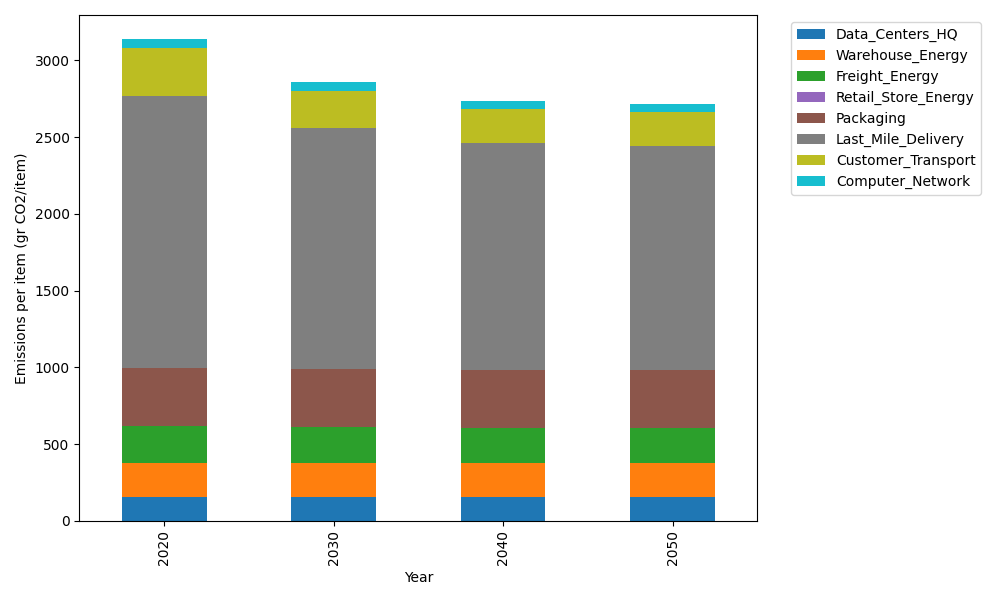 3000
2500
2000
1500
1000
500
0
Emissions per item (gr CO2/item)
2020
2030
2040
2050
Year
Data_Centers_HQ
Warehouse_Energy
Freight_Energy
Retail_Store_Energy
Packaging
Last_Mile_Delivery
Customer_Transport
Computer_Network